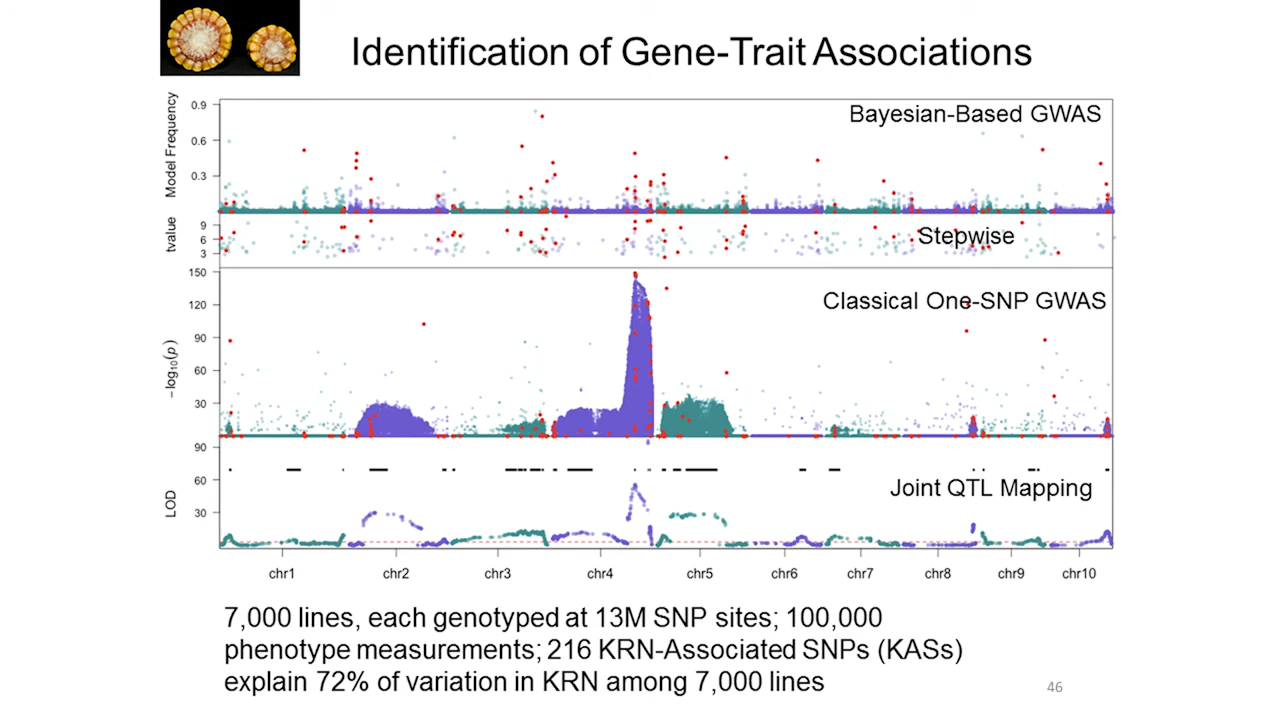 Identification of Gene-Trait Associations
Model Frequency
0.9
0.6
0.3
Bayesian-Based GWAS
tvalue
9
6
3
Stepwise
−log10(p)
150
120
90
60
30
Classical One-SNP GWAS
LOD
90
60
30
Joint QTL Mapping
chr1 chr2 chr3 chr4 chr5 chr6 chr7 chr8 chr9 chr10
7,000 lines, each genotyped at 13M SNP sites; 100,000
phenotype measurements; 216 KRN-Associated SNPs (KASs)
explain 72% of variation in KRN among 7,000 lines
46